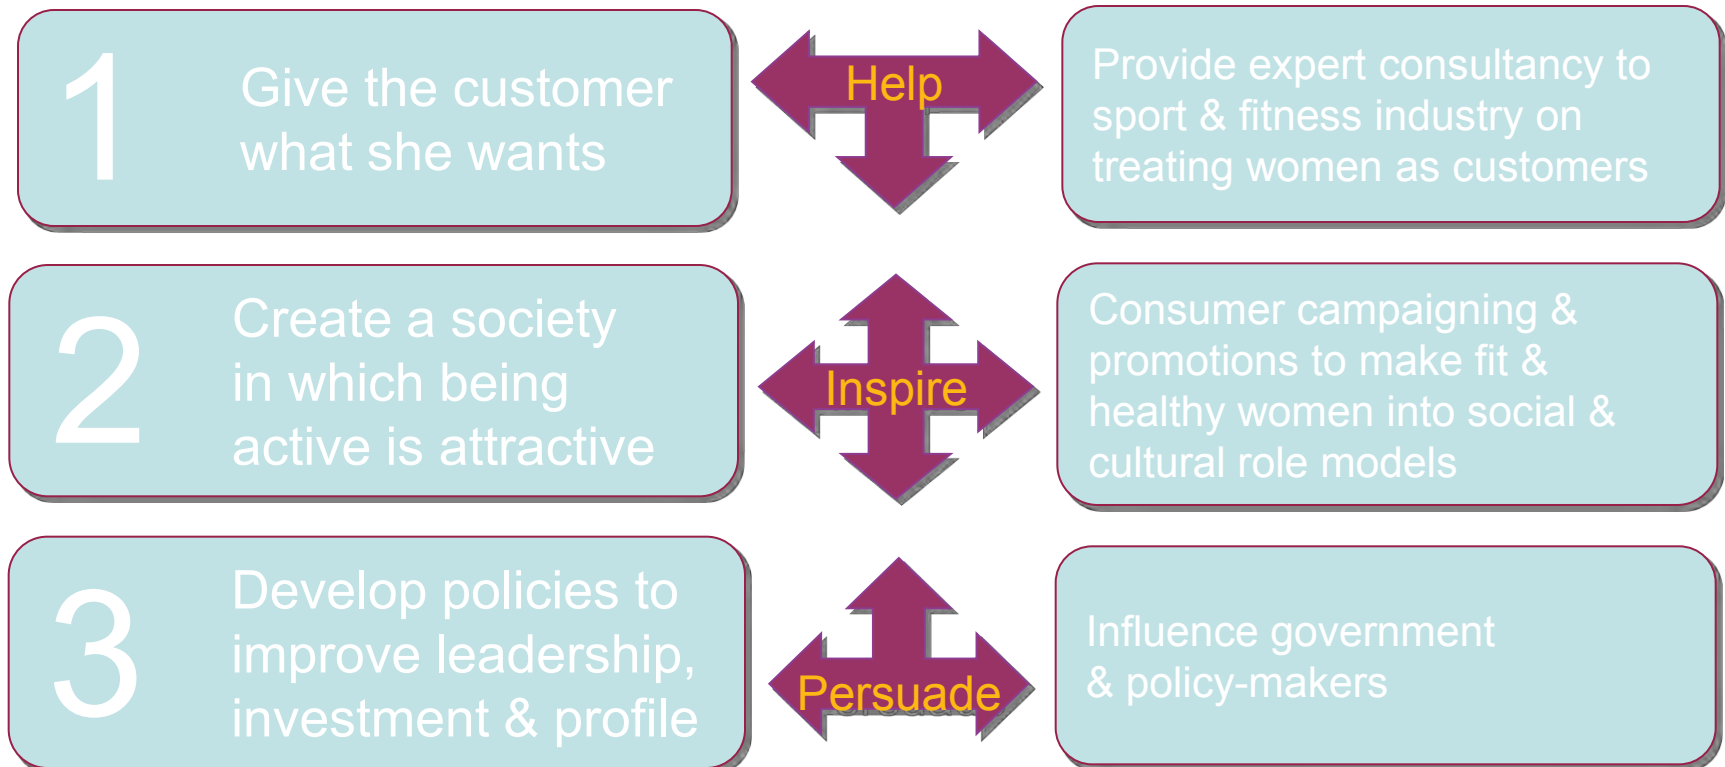 1
Give the customer
what she wants
Help
Provide expert consultancy to
sport & fitness industry on
treating women as customers
2
Create a society
in which being
active is attractive
Inspire
Consumer campaigning &
promotions to make fit &
healthy women into social &
cultural role models
3
Develop policies to
improve leadership,
investment & profile
Persuade
Influence government
& policy-makers